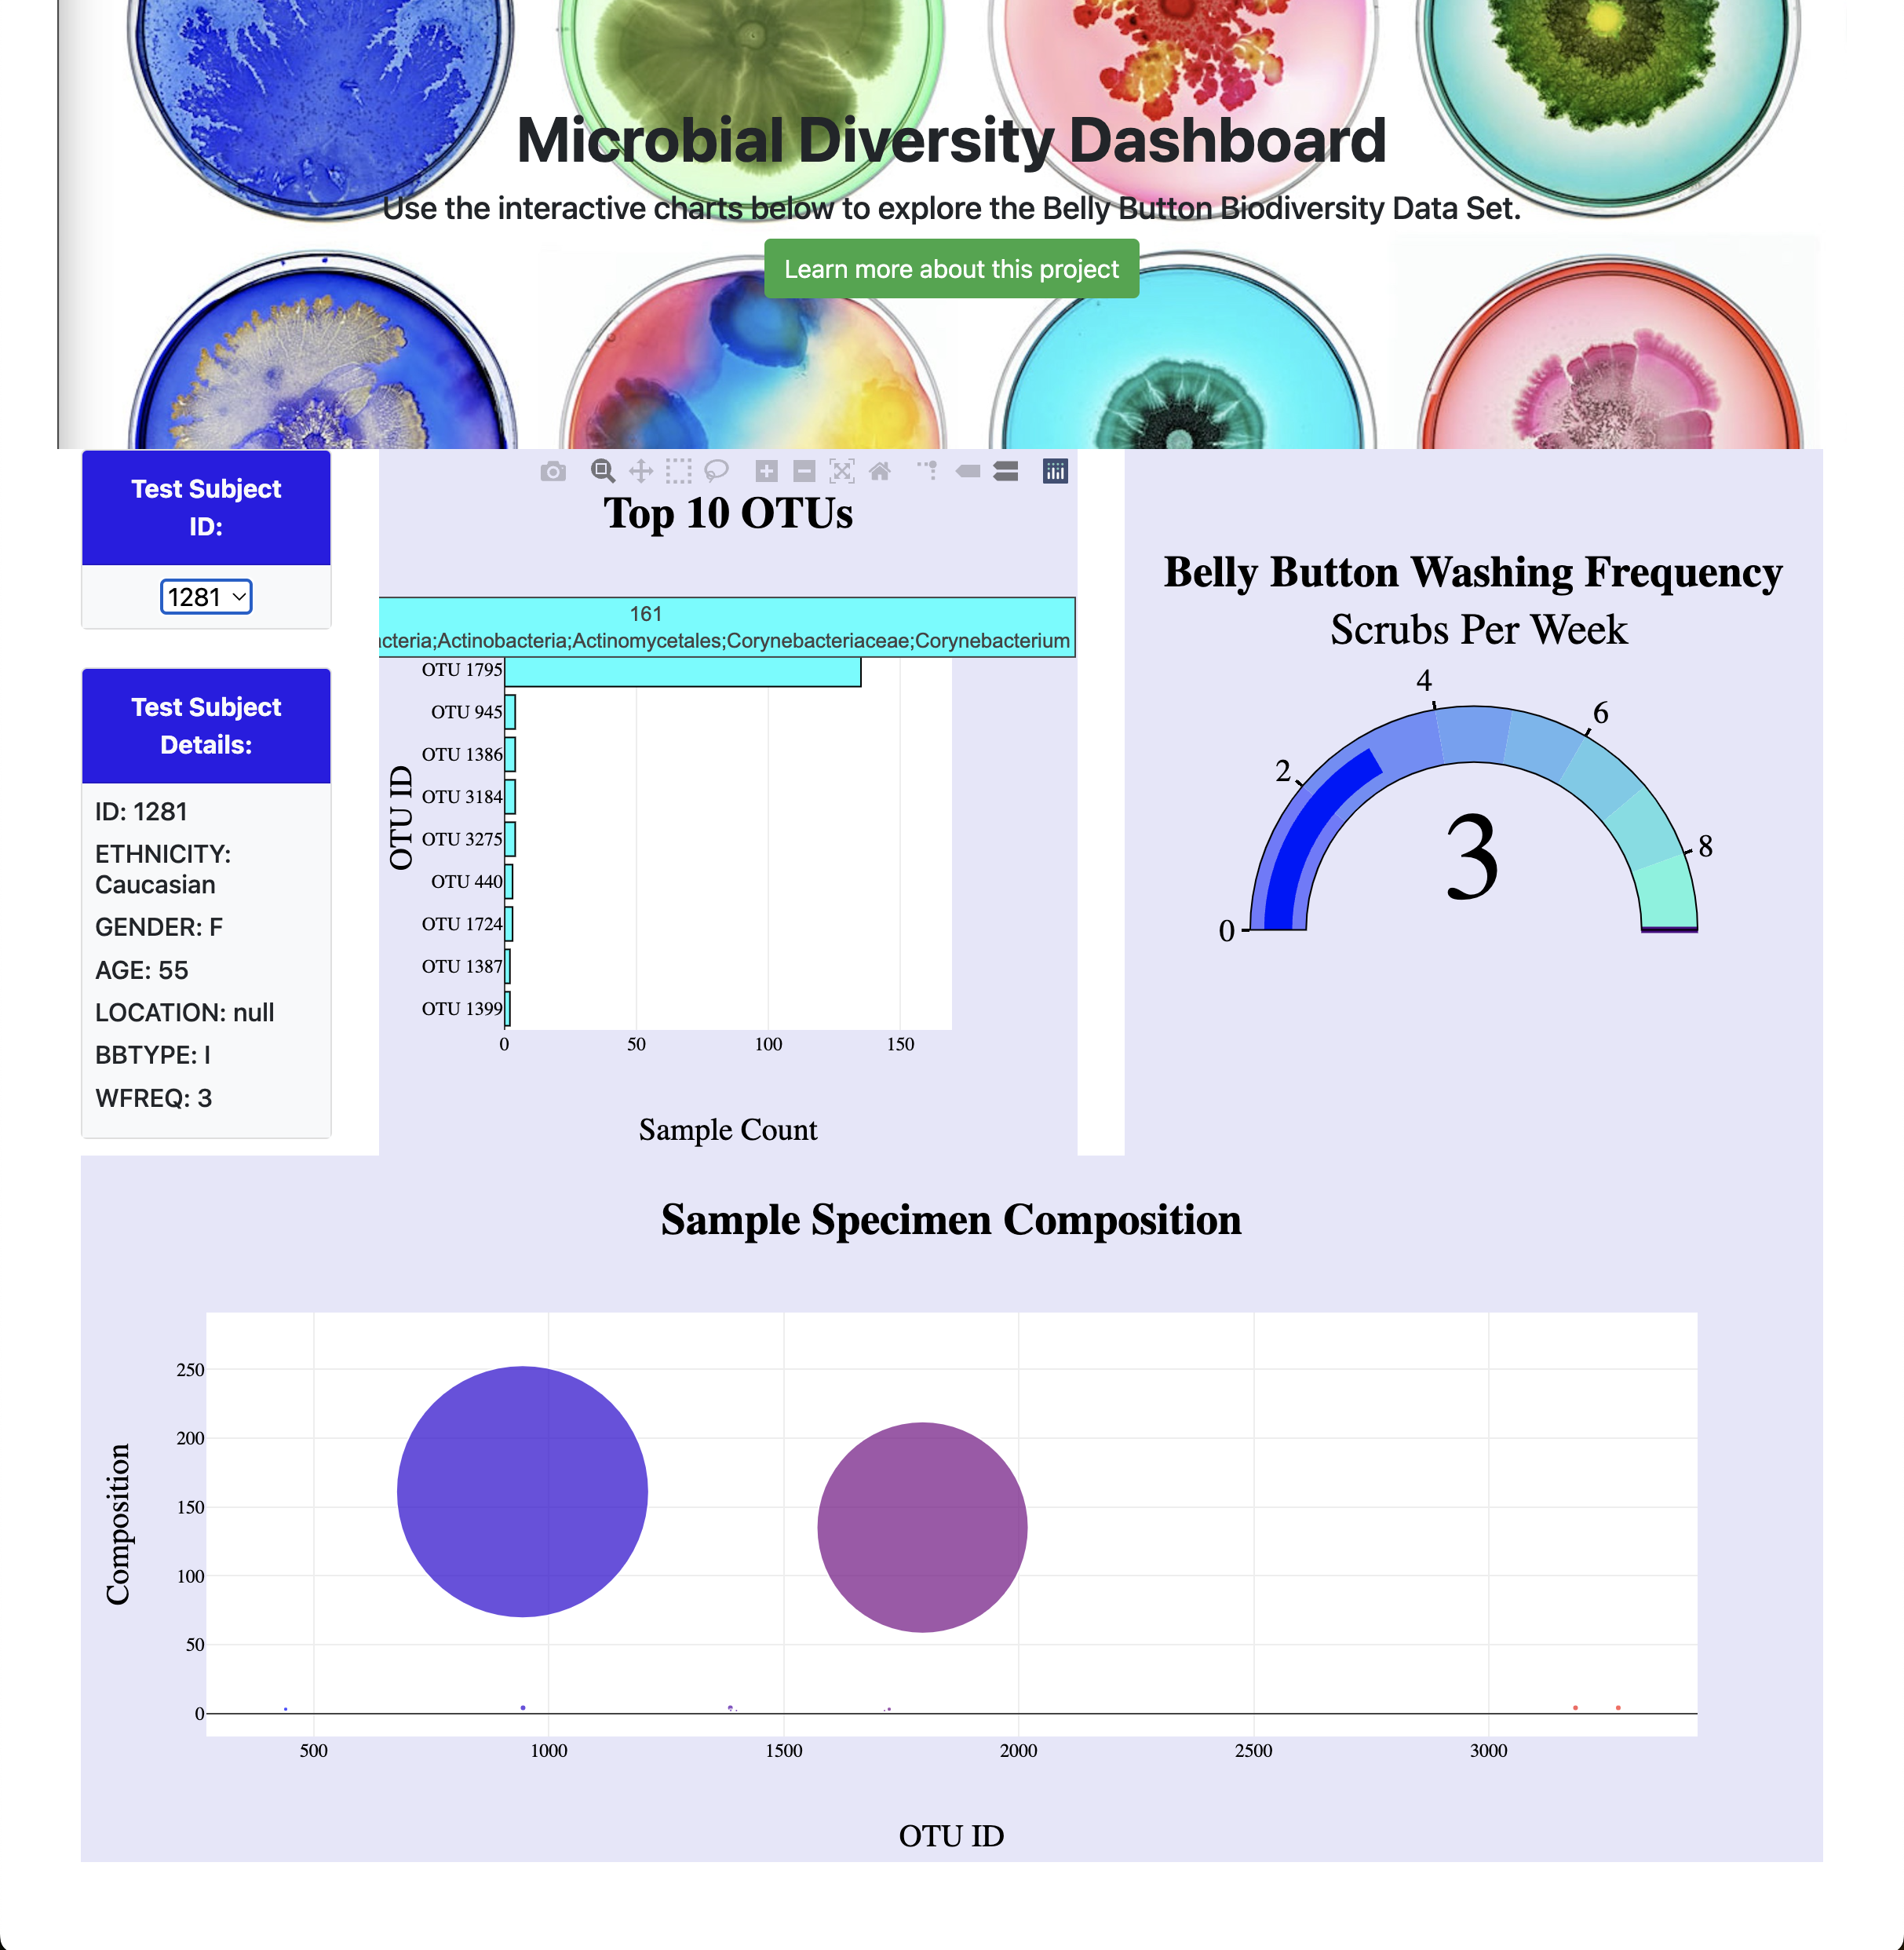 Microbial Diversity Dashboard
Use the interactive charts below to explore the Belly Button Biodiversity Data Set.
Learn more about this project
Test Subject
ID:
1281
Test Subject
Details:
ID: 1281
ETHNICITY:
Caucasian
GENDER: F
AGE: 55
LOCATION: null
BBTYPE: I
WFREQ: 3
Top 10 OTUs
161
cteria;Actinobacteria;Actinomycetales;Corynebacteriaceae;Corynebacterium
OTU 1795
OTU 945
OTU 1386
OTU 3184
OTU 3275
OTU 440
OTU 1724
OTU 1387
OTU 1399
OTU ID
0 50 100 150
Sample Count
Belly Button Washing Frequency
Scrubs Per Week
0
2
4
6
8
3
Sample Specimen Composition
Composition
250
200
150
100
50
0
500 1000 1500 2000 2500 3000
OTU ID